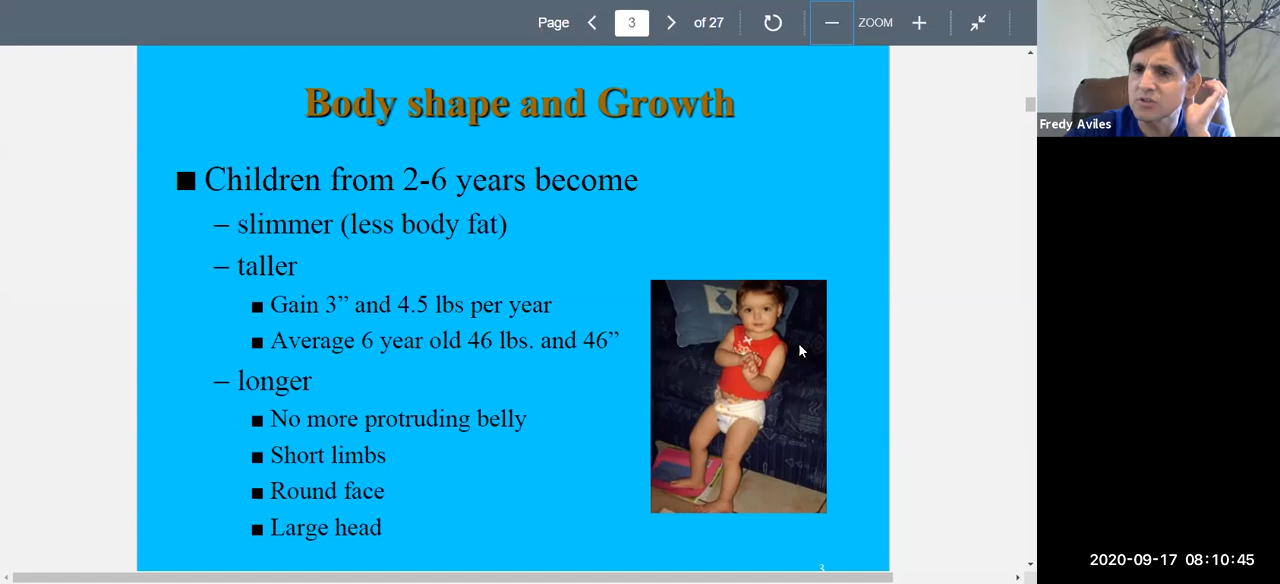 Page 3 of 27 ZOOM
Body shape and Growth
Children from 2-6 years become
– slimmer (less body fat)
– taller
Gain 3” and 4.5 lbs per year
Average 6 year old 46 lbs. and 46”
– longer
No more protruding belly
Short limbs
Round face
Large head
3
Fredy Aviles
2020-09-17 08:10:45